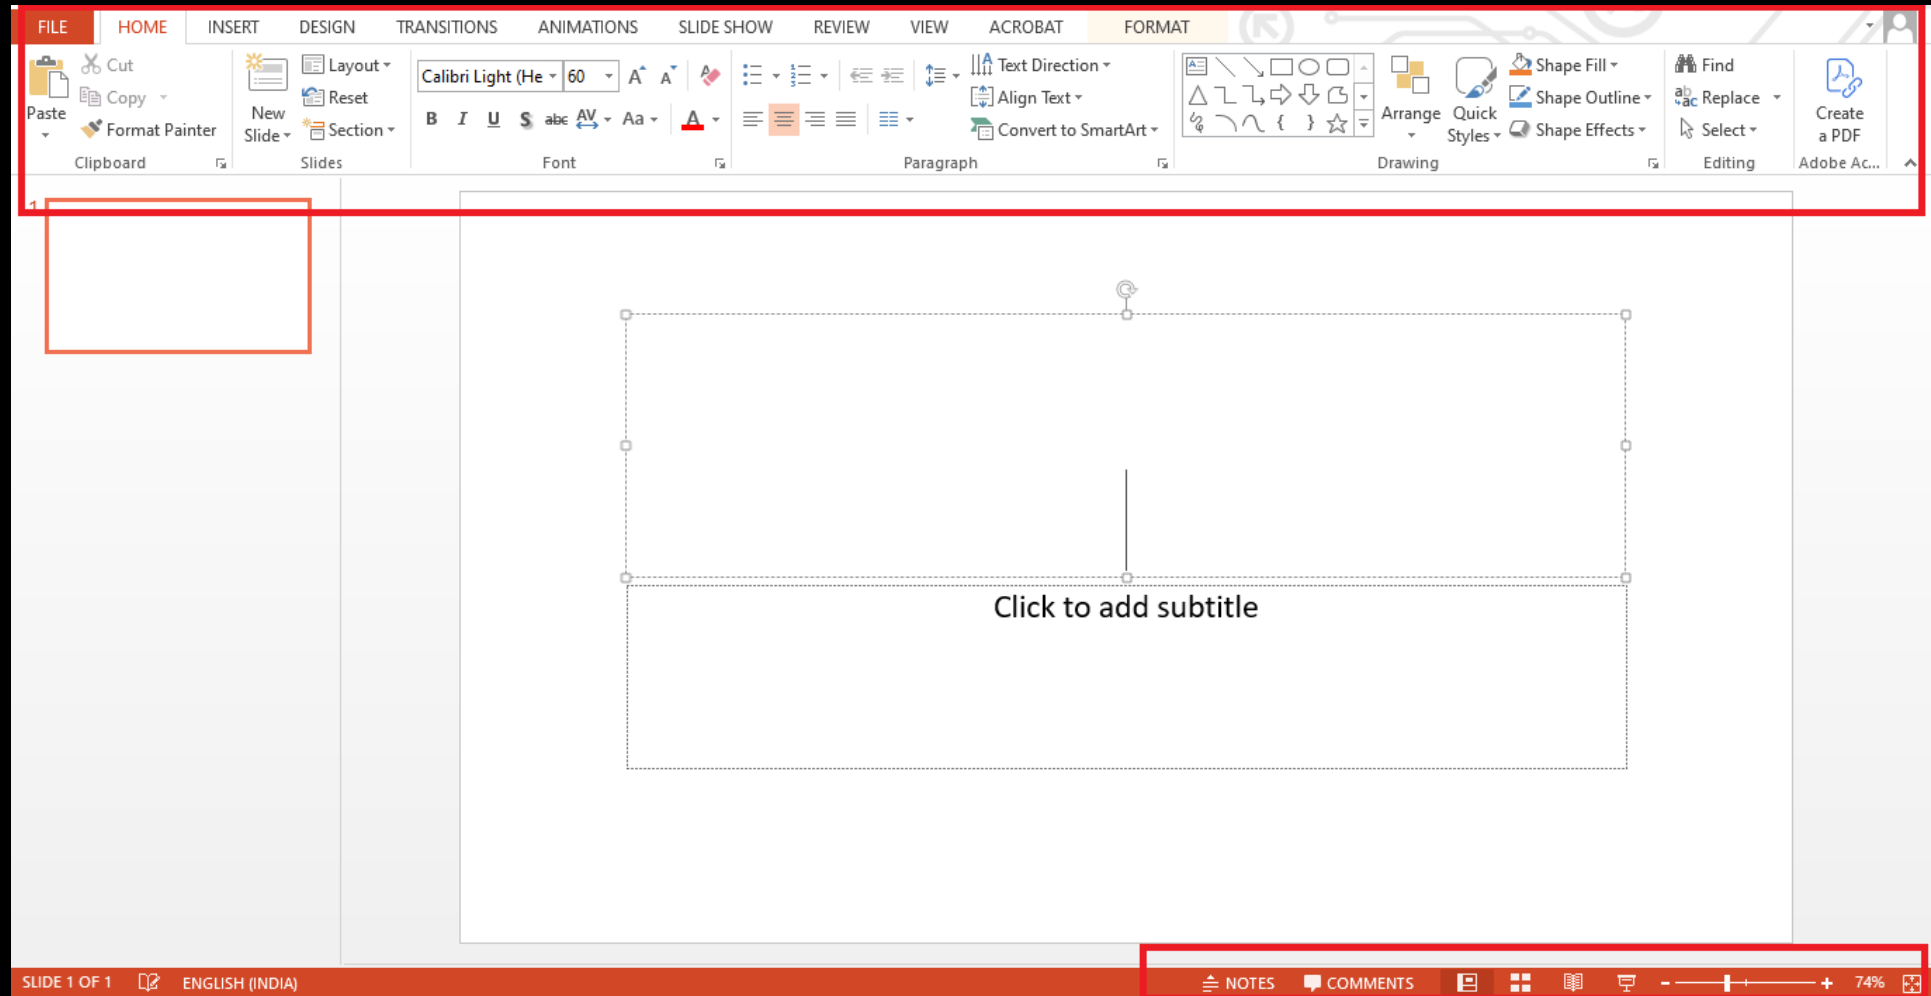 FILE HOME INSERT DESIGN TRANSITIONS ANIMATIONS SLIDE SHOW REVIEW VIEW ACROBAT FORMAT
Paste
Cut
Copy
Format Painter
Clipboard
New
Slide
Layout
Reset
Section
Slides
Calibri Light (He 60
B I U S abc AV Aa A
Font
Text Direction
Align Text
Convert to SmartArt
Paragraph
Arrange
Quick
Styles
Shape Fill
Shape Outline
Shape Effects
Drawing
Find
Replace
Select
Editing
Create
a PDF
Adobe Ac...
1
Click to add subtitle
SLIDE 1 OF 1 ENGLISH (INDIA) NOTES COMMENTS 74%